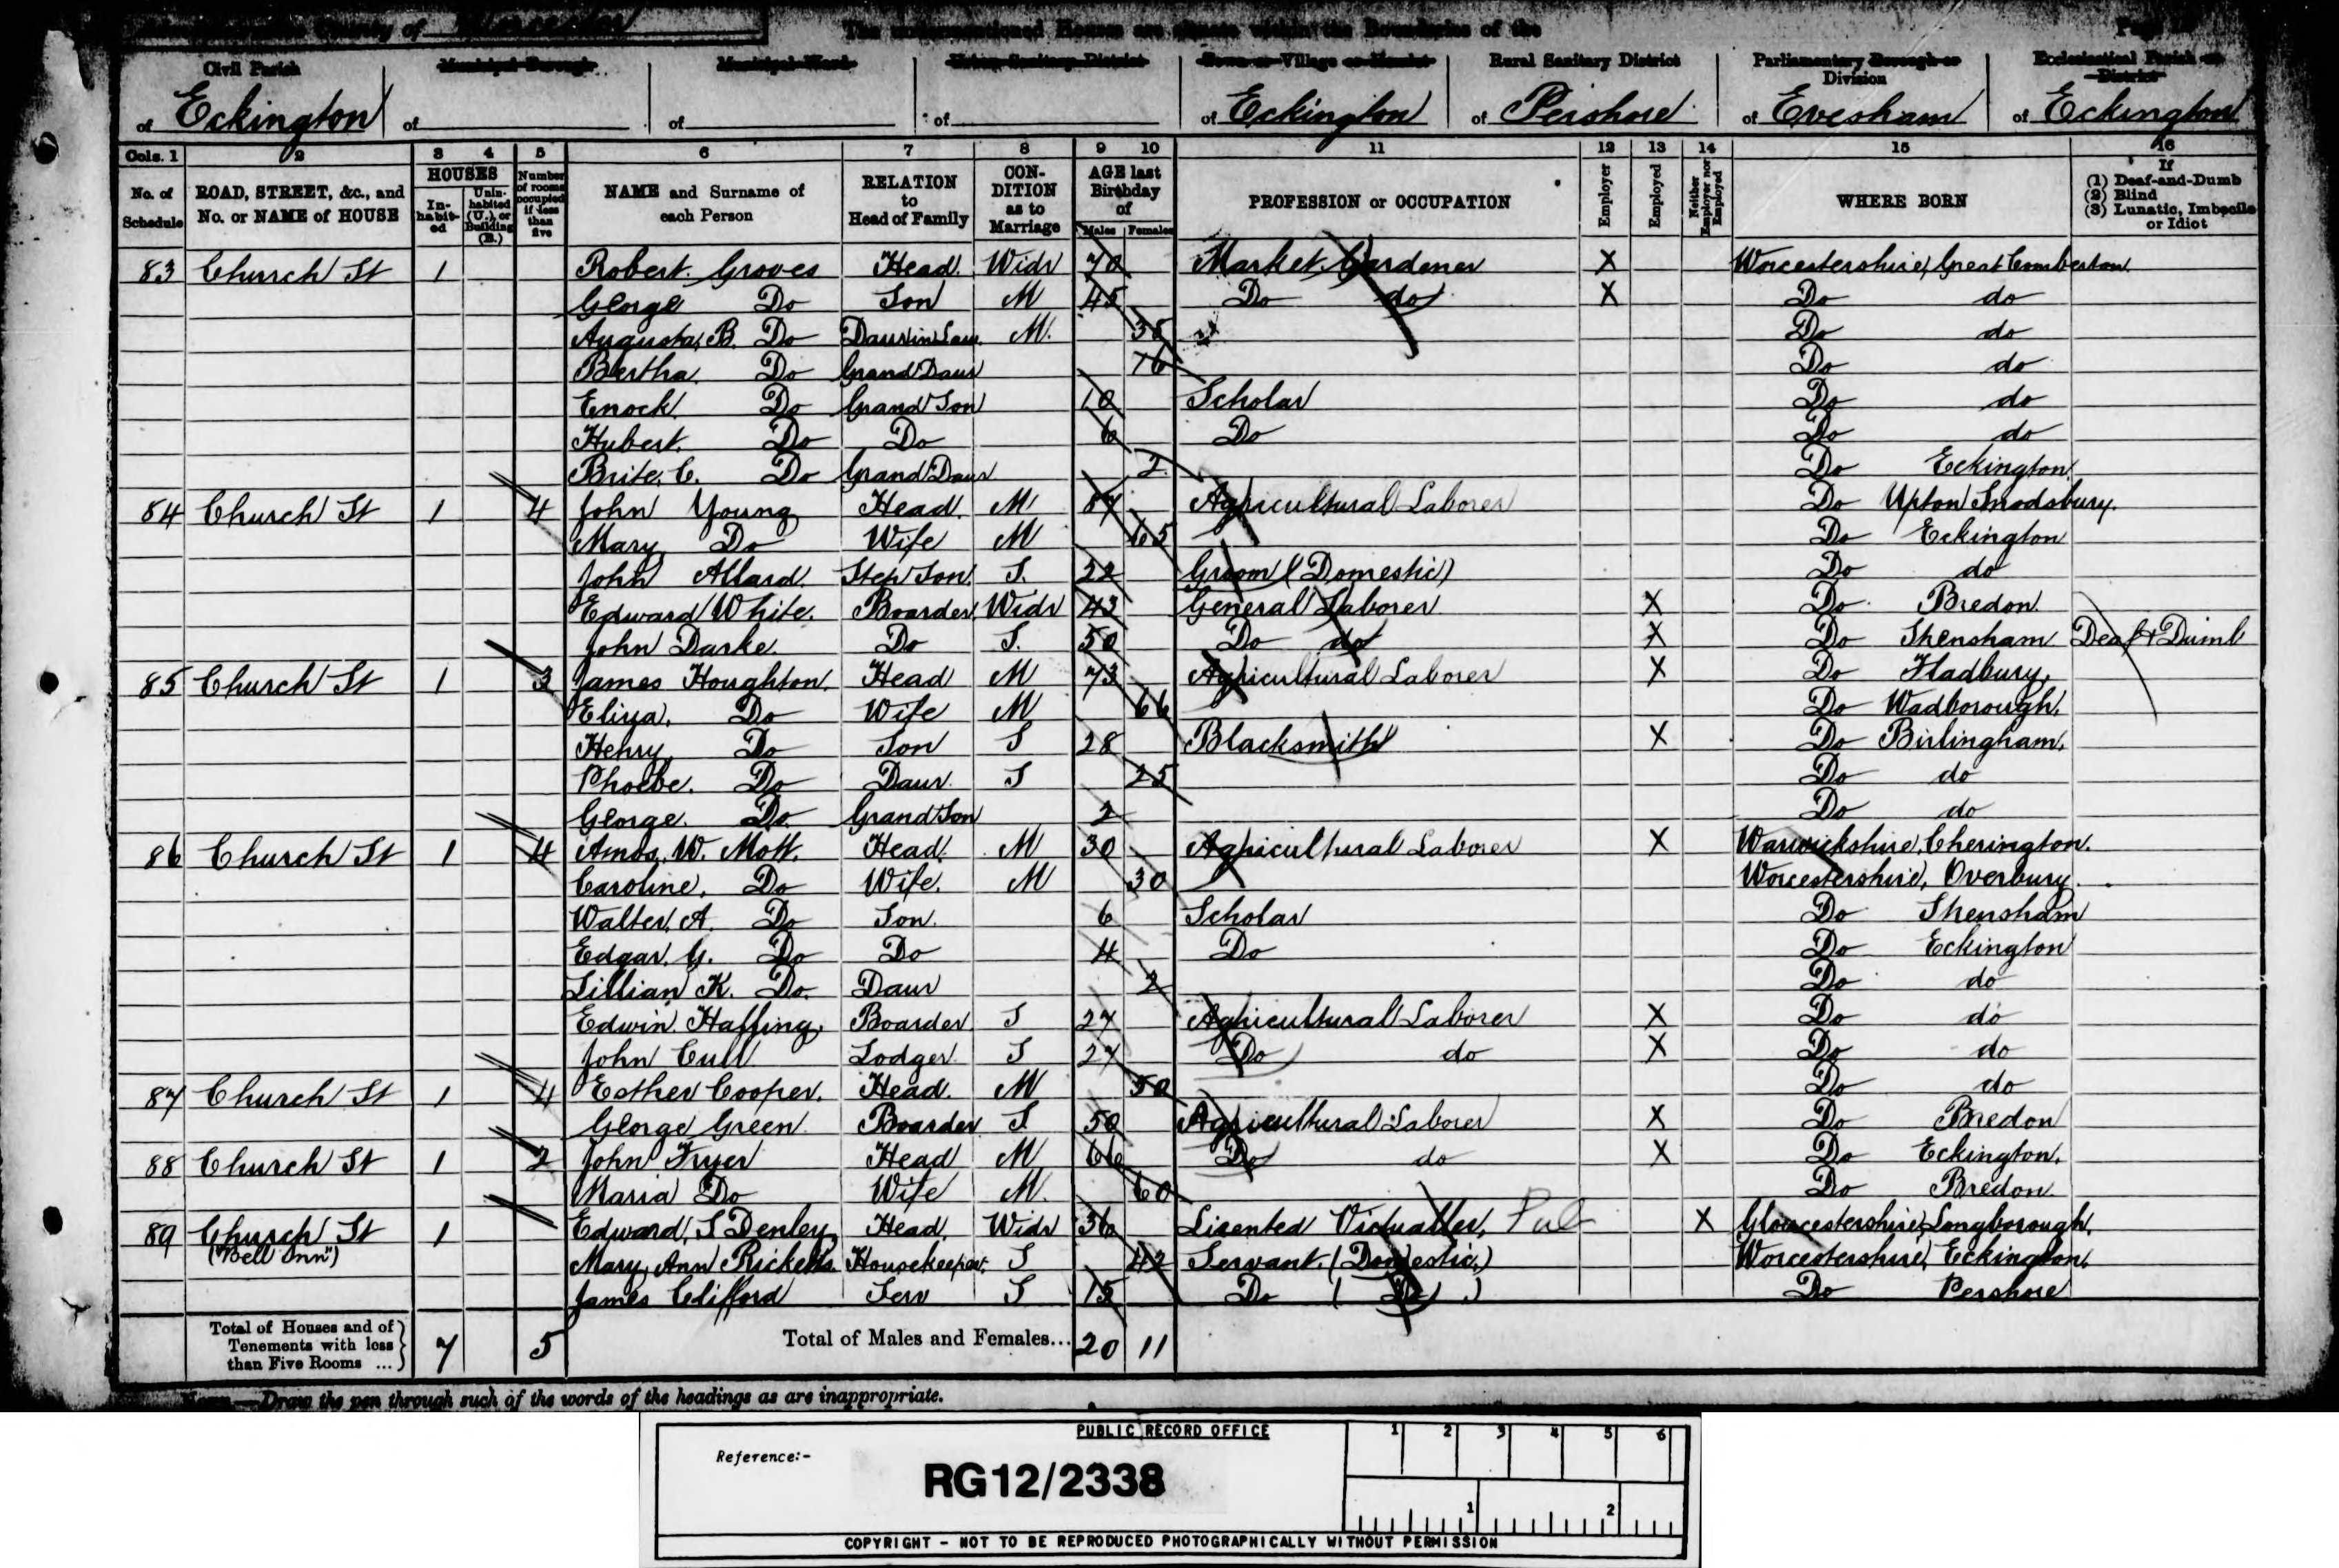 County of Worcester
The undermentioned Houses are situate within the Boundaries of the
Page
Civil Parish of Eckington
Municipal Borough of
Municipal Ward of
Urban Sanitary District of
Town or Village or Hamlet of Eckington
Rural Sanitary District of Pershore
Parliamentary Borough or Division of Evesham
Ecclesiastical Parish or District of Eckington
Cols. 1 2 3 4 5 6 7 8 9 10 11 12 13 14 15 16
No. of Schedule
ROAD, STREET, &c., and No. or NAME of HOUSE
HOUSES
In-habit-ed
Unin-habited (U.), or Building (B.)
Number of rooms occupied if less than five
NAME and Surname of each Person
RELATION to Head of Family
CON-DITION as to Marriage
AGE last Birthday of
Males Females
PROFESSION or OCCUPATION
Employer
Employed
Neither Employer nor Employed
WHERE BORN
If (1) Deaf-and-Dumb (2) Blind (3) Lunatic, Imbecile or Idiot
83 Church St 1 Robert Groves Head Widr 70 Market Gardener X Worcestershire, Great Comberton
George Do Son M 45 Do do X Do do
Augusta B. Do Daur in Law M. 38 Do do
Bertha Do Grand Daur 16 Do do
Enock Do Grand Son 10 Scholar Do do
Hubert Do Do 6 Do Do do
Brite. C. Do Grand Daur 2 Do Eckington
84 Church St 1 4 John Young Head M Agricultural Laborer Do Upton Snodsbury.
Mary Do Wife M 65 Do Eckington
John Allard Step Son S. 22 Groom (Domestic) Do do
Edward White Boarder Widr 43 General Laborer X Do Bredon
John Darke Do S. 50 Do do X Do Shensham Deaf & Dumb
85 Church St 1 3 James Houghton Head M 73 Agricultural Laborer X Do Fladbury,
Eliza, Do Wife M 66 Do Wadborough,
Henry Do Son S 28 Blacksmith X Do Birlingham,
Phoebe. Do Daur S 25 Do do
George. Do. Grand Son 2 Do do
86 Church St 1 4 Amos. W. Mott. Head M 30 Agricultural Laborer X Warwickshire, Cherington.
Caroline, Do Wife. M 30 Worcestershire, Overbury
Walter. A. Do Son 6 Scholar Do Shensham
Edgar. G. Do Do 4 Do Do Eckington
Lillian K. Do. Daur 2 Do do
Edwin Boarder S 27 Agricultural Laborer X Do do
John Cull Lodger S 27 Do do X Do do
87 Church St 1 4 Esther Cooper. Head. M 50 Do do
George Green Boarder S 50 Agricultural Laborer X Do Bredon
88 Church St 1 2 John Fryer Head M 66 Do do X Do Eckington,
Maria Do Wife M. 60 Do Bredon
89 Church St 1 Edward. S Denley Head, Widr 36 Licented Victualler, Pub X Gloucestershire, Longborough,
("Bell Inn") Mary Ann Ricketts Housekeeper S 42 Servant. (Domestic,) Worcestershire, Eckington,
James Clifford Serv S 15 Do ( Do ) Do Pershore
Total of Houses and of Tenements with less than Five Rooms ... 7 5 Total of Males and Females... 20 11
NOTE.—Draw the pen through such of the words of the headings as are inappropriate.
PUBLIC RECORD OFFICE
1 2 3 4 5 6
Reference:-
RG12/2338
1 2
COPYRIGHT - NOT TO BE REPRODUCED PHOTOGRAPHICALLY WITHOUT PERMISSION